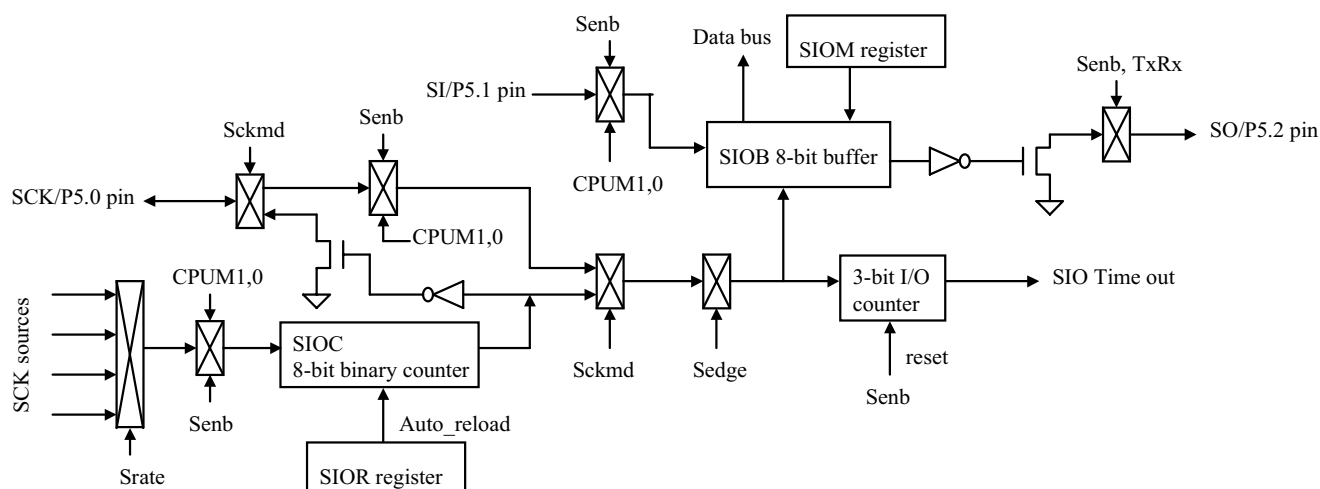 Senb
Data bus
SIOM register
Senb, TxRx
SI/P5.1 pin
Senb
Sckmd
SIOB 8-bit buffer
SO/P5.2 pin
CPUM1,0
SCK/P5.0 pin
CPUM1,0
CPUM1,0
3-bit I/O
counter
SIO Time out
SCK sources
SIOC
8-bit binary counter
Sckmd
Sedge
reset
Senb
Senb
Auto_reload
Srate
SIOR register